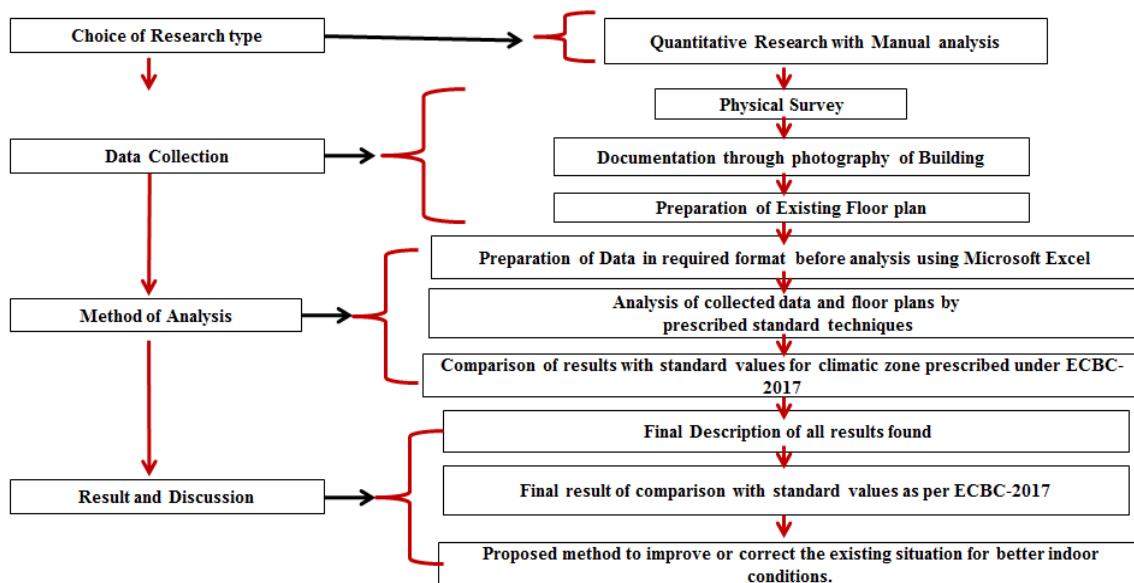 Choice of Research type
Quantitative Research with Manual analysis
Physical Survey
Data Collection
Documentation through photography of Building
Preparation of Existing Floor plan
Preparation of Data in required format before analysis using Microsoft Excel
Method of Analysis
Analysis of collected data and floor plans by
prescribed standard techniques
Comparison of results with standard values for climatic zone prescribed under ECBC-
2017
Final Description of all results found
Result and Discussion
Final result of comparison with standard values as per ECBC-2017
Proposed method to improve or correct the existing situation for better indoor
conditions.